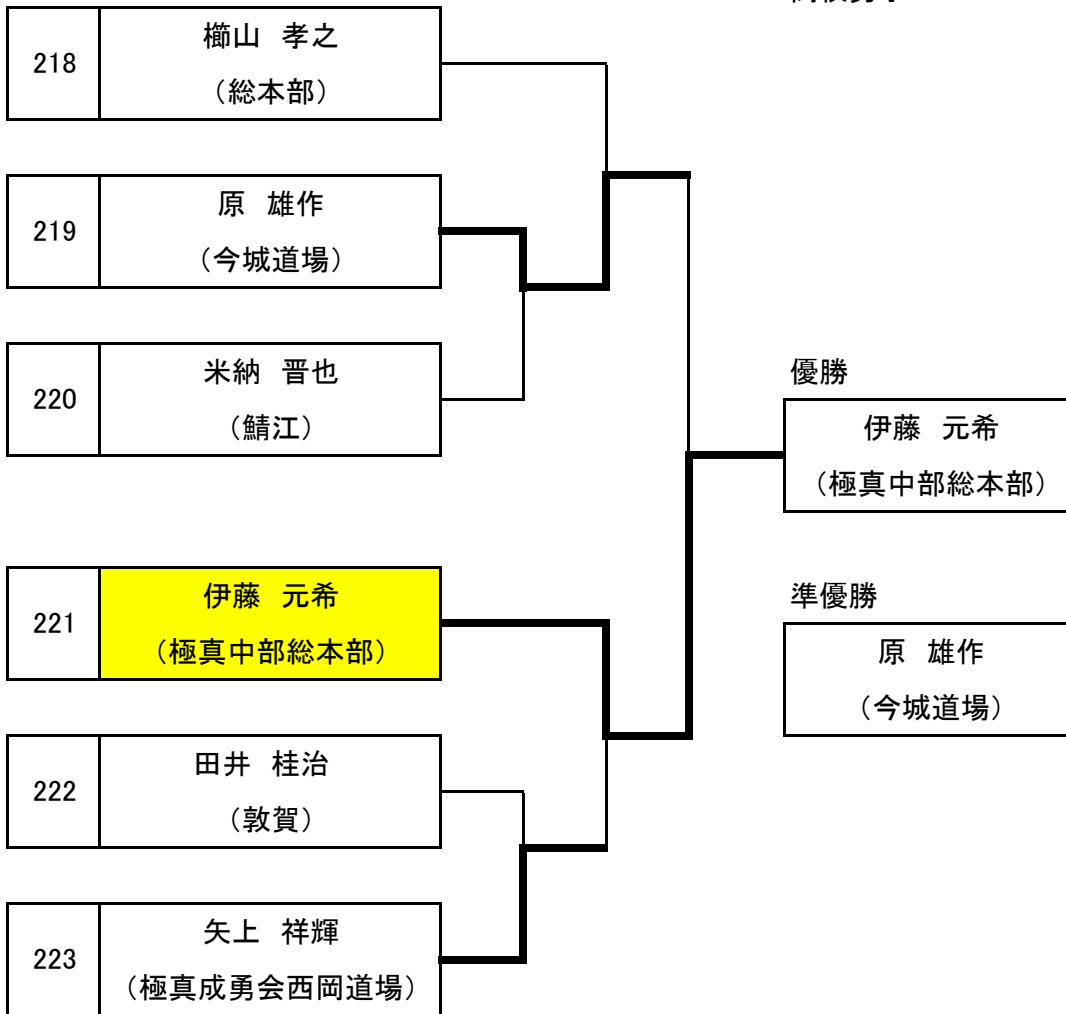 218
櫛山 孝之
（総本部）
219
原 雄作
（今城道場）
220
米納 晋也
（鯖江）
221
伊藤 元希
（極真中部総本部）
222
田井 桂治
（敦賀）
223
矢上 祥輝
（極真成勇会西岡道場）
優勝
伊藤 元希
（極真中部総本部）
準優勝
原 雄作
（今城道場）